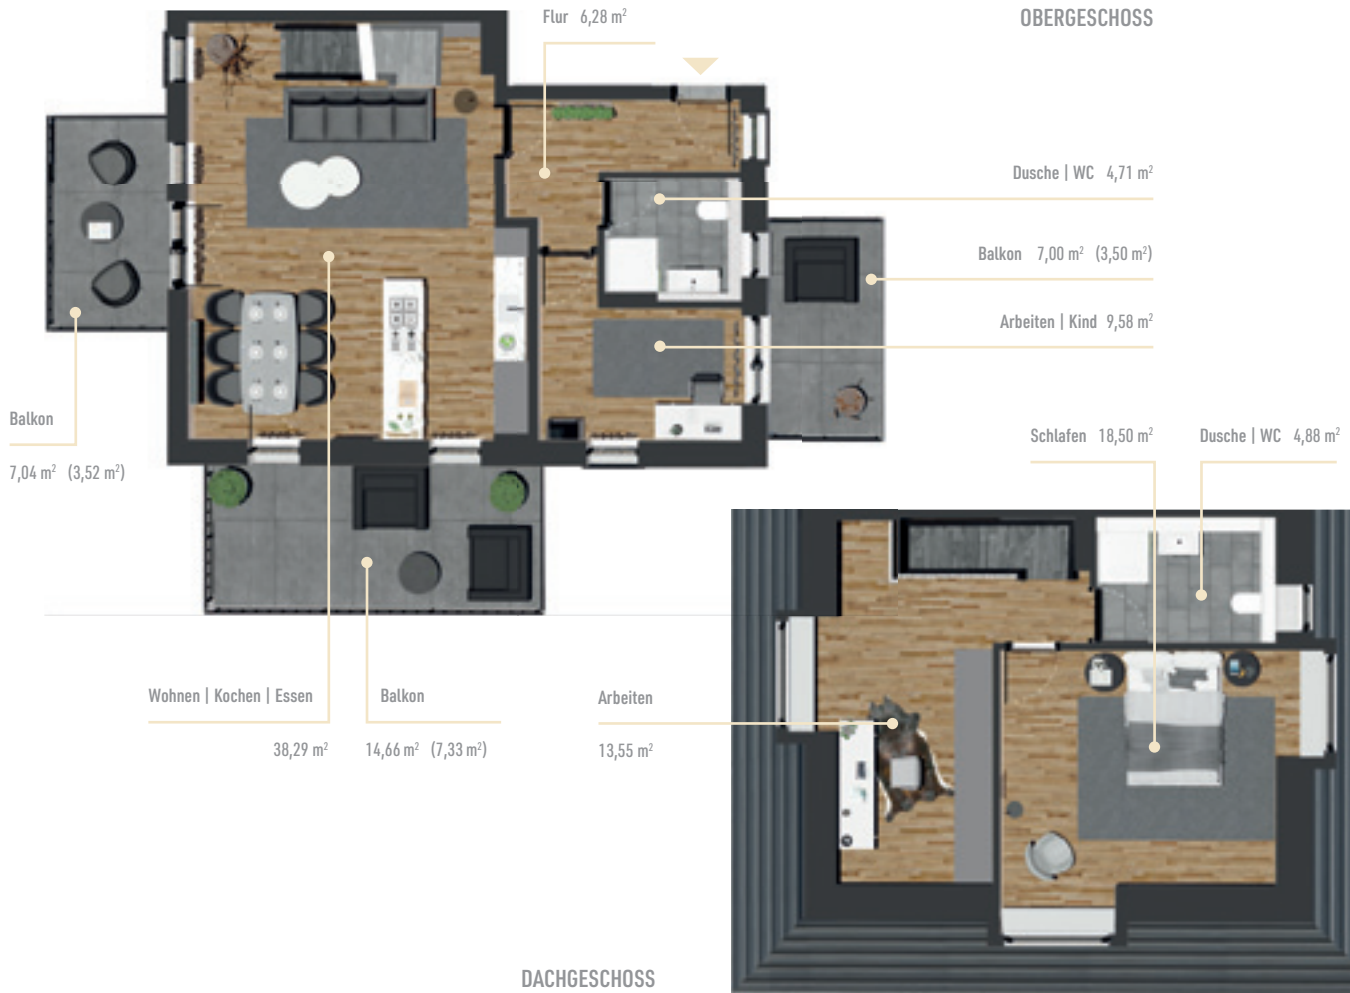 OBERGESCHOSS
Flur 6,28 m²
Dusche | WC 4,71 m²
Balkon 7,00 m² (3,50 m²)
Arbeiten | Kind 9,58 m²
Balkon
7,04 m² (3,52 m²)
Schlafen 18,50 m²
Dusche | WC 4,88 m²
Wohnen | Kochen | Essen
38,29 m²
Balkon
14,66 m² (7,33 m²)
Arbeiten
13,55 m²
DACHGESCHOSS